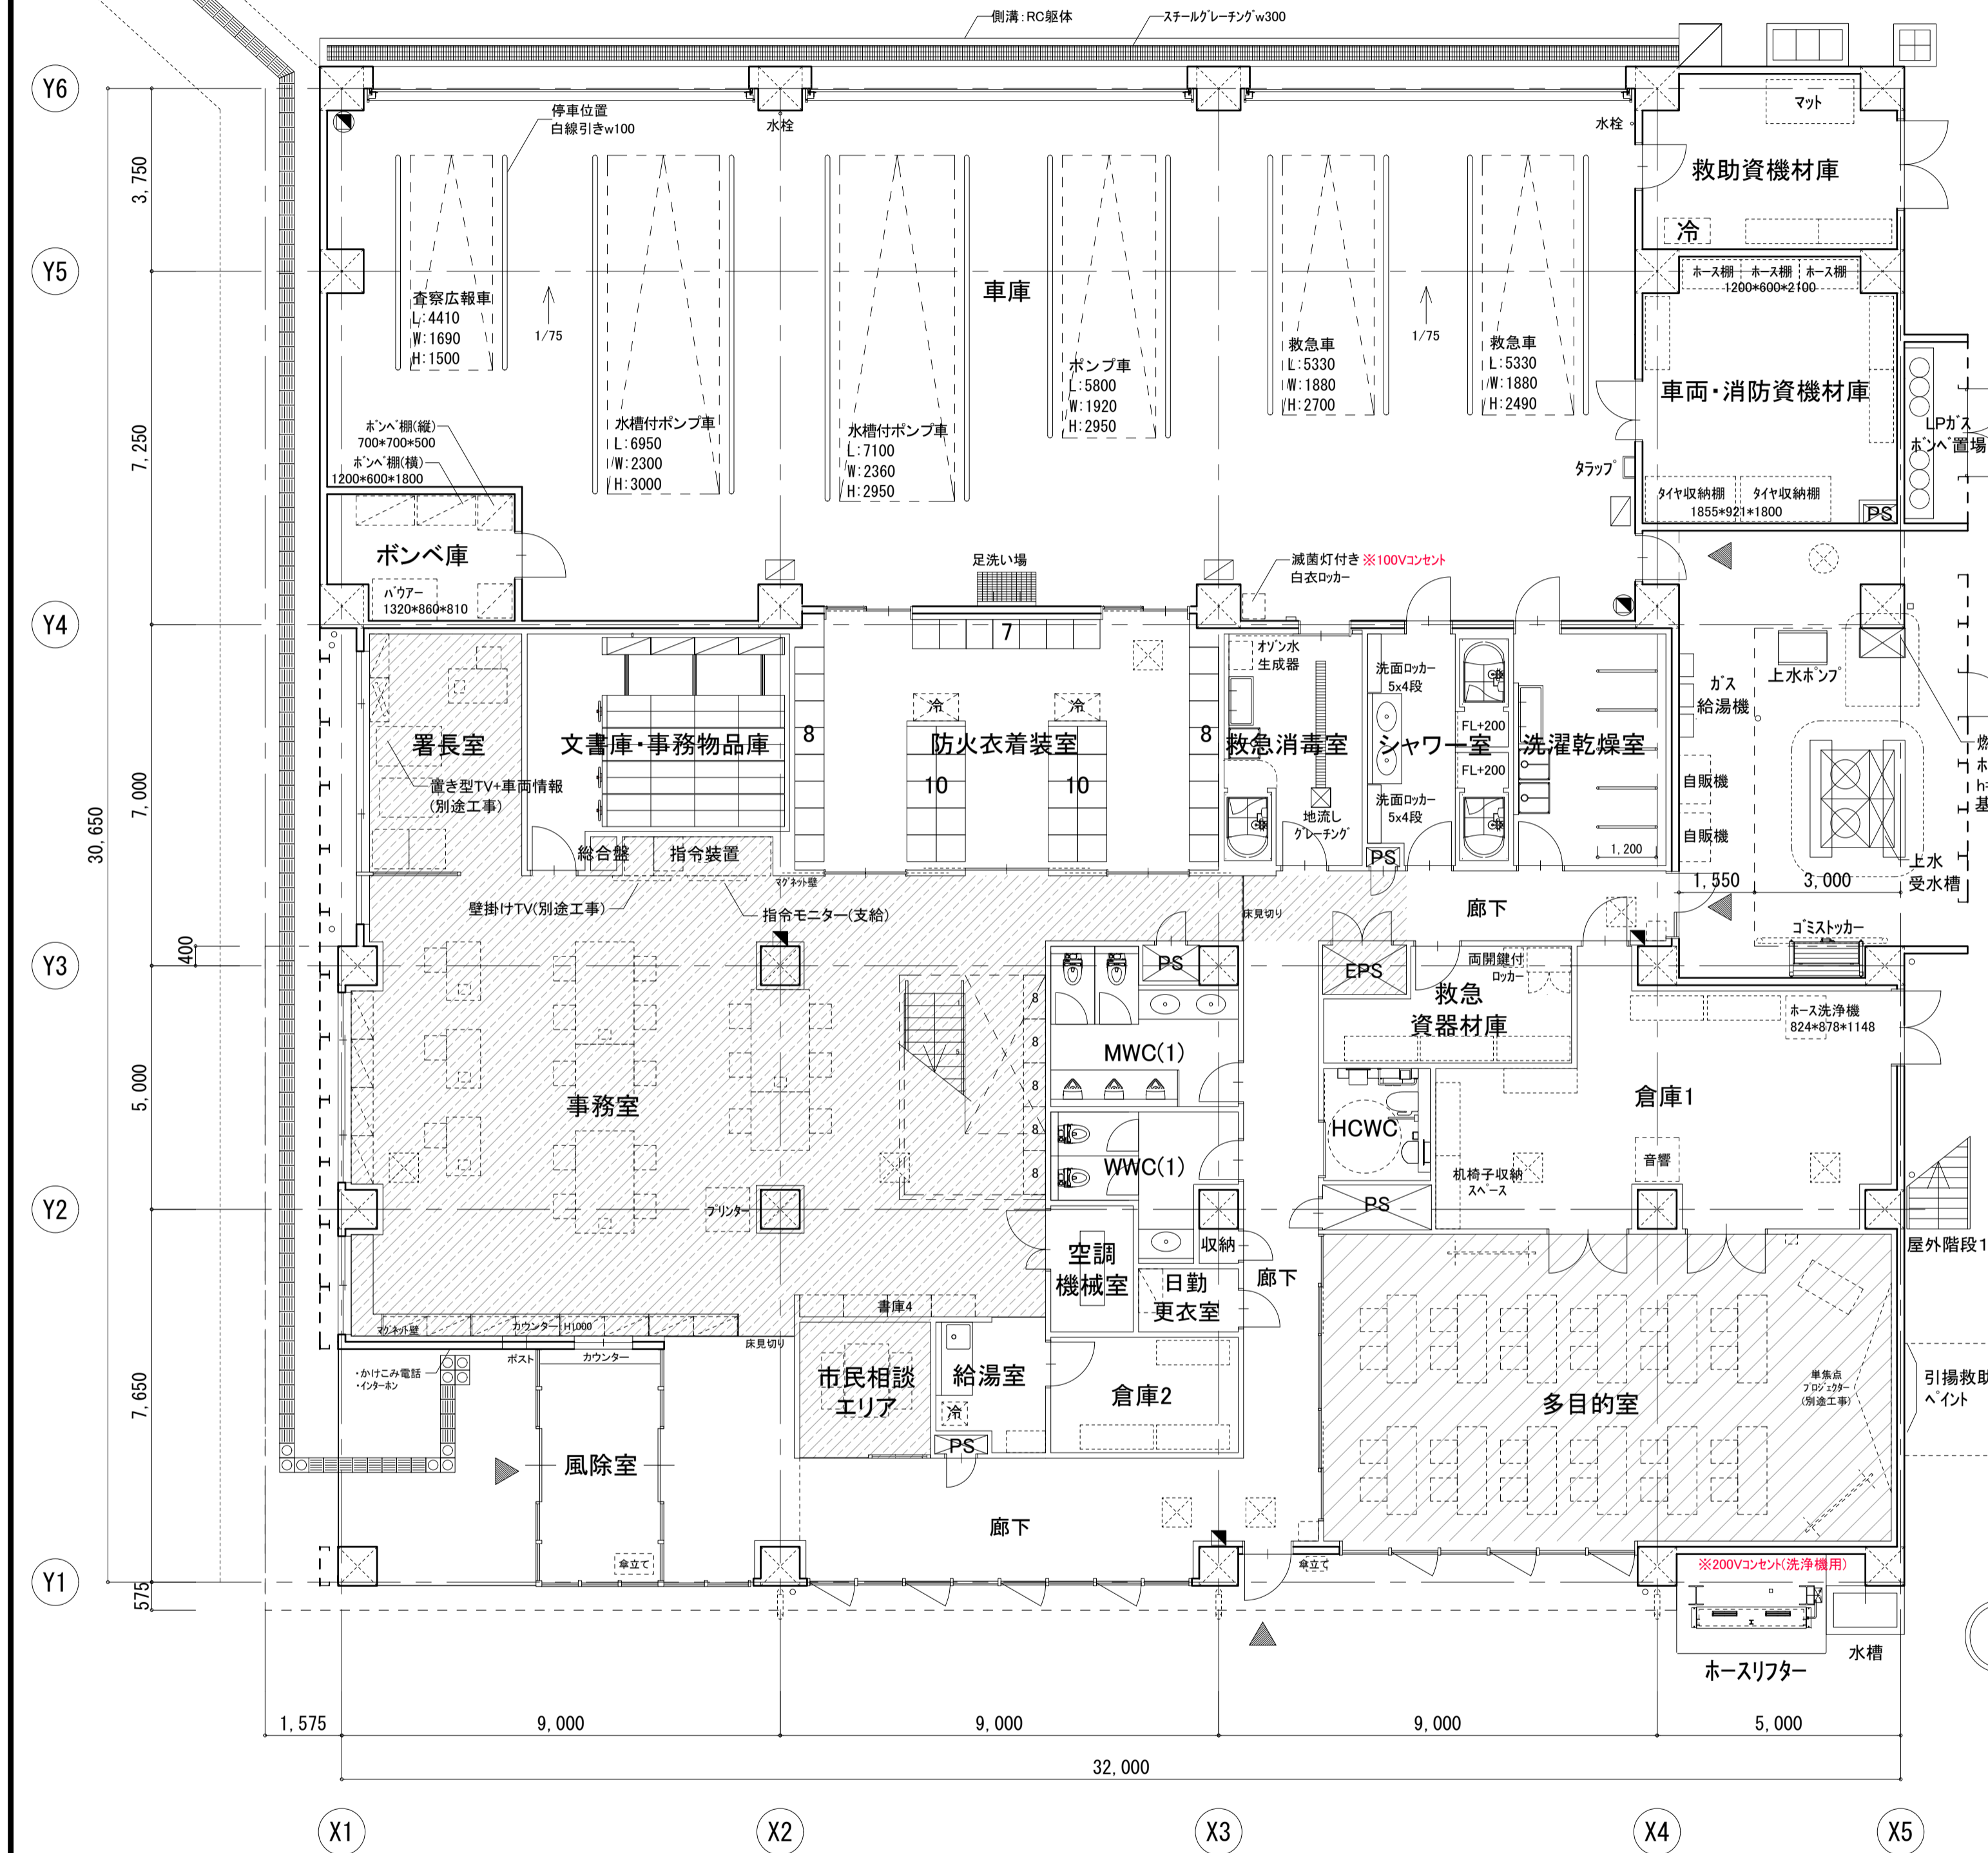 側溝:RC躯体
スチールグレーチングw300
Y6
Y5
Y4
Y3
Y2
Y1
3,750
7,250
7,000
30,650
400
5,000
7,650
575
停車位置
白線引きw100
水栓
水栓
マット
救助資機材庫
冷
車庫
査察広報車
L:4410
W:1690
H:1500
1/75
水槽付ポンプ車
L:6950
W:2300
H:3000
水槽付ポンプ車
L:7100
W:2360
H:2950
ポンプ車
L:5800
W:1920
H:2950
救急車
L:5330
W:1880
H:2700
1/75
救急車
L:5330
W:1880
H:2490
ホース棚
ホース棚
ホース棚
1200*600*2100
車両・消防資機材庫
タイヤ収納棚
タイヤ収納棚
1855*921*1800
PS
LPガス
ボンベ置場
タラップ
ボンベ棚(縦)
700*700*500
ボンベ棚(横)
1200*600*1800
ボンベ庫
バウアー
1320*860*810
足洗い場
滅菌灯付き ※100Vコンセント
白衣ロッカー
署長室
置き型TV+車両情報
(別途工事)
文書庫・事務物品庫
総合盤
指令装置
マグネット壁
壁掛けTV(別途工事)
指令モニター(支給)
7
8
冷
冷
防火衣着装室
10
10
8
オゾン水
生成器
救急消毒室
地流し
グレーチング
洗面ロッカー
5x4段
シャワー室
洗面ロッカー
5x4段
FL+200
FL+200
PS
洗濯乾燥室
1,200
ガス
給湯機
自販機
自販機
上水ポンプ
上水
受水槽
燃
ホ
h=
基
1,550
3,000
ゴミストッカー
床見切り
廊下
事務室
プリンター
8
8
8
8
8
PS
MWC(1)
WWC(1)
EPS
両開鍵付
ロッカー
救急
資器材庫
ホース洗浄機
824*878*1148
倉庫1
HCWC
机椅子収納
スペース
音響
PS
収納
空調
機械室
日勤
更衣室
廊下
屋外階段1
書庫4
マグネット壁
カウンター H1000
床見切り
ポスト
カウンター
・かけこみ電話
・インターホン
市民相談
エリア
給湯室
冷
PS
倉庫2
多目的室
単焦点
プロジェクター
(別途工事)
引揚救助
ペイント
風除室
傘立て
廊下
傘立て
※200Vコンセント(洗浄機用)
ホースリフター
水槽
1,575
9,000
9,000
9,000
5,000
32,000
X1
X2
X3
X4
X5